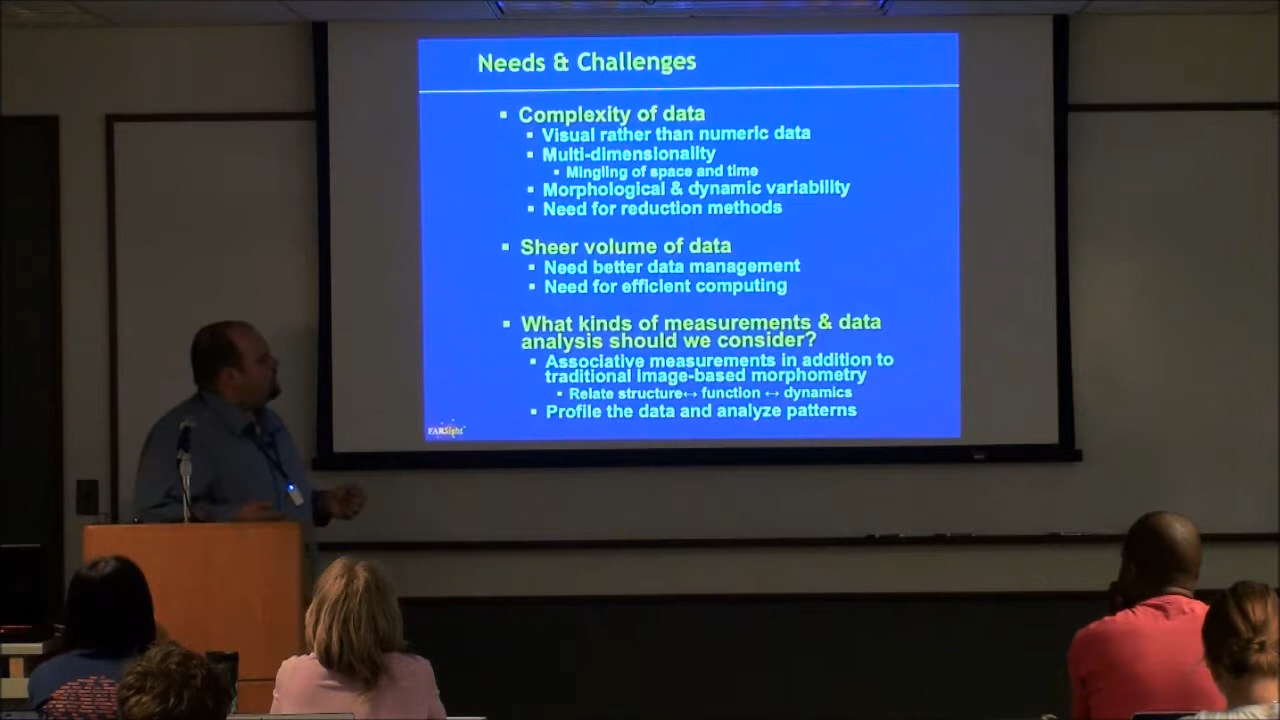 Needs & Challenges
▪ Complexity of data
▪ Visual rather than numeric data
▪ Multi-dimensionality
▪ Mingling of space and time
▪ Morphological & dynamic variability
▪ Need for reduction methods
▪ Sheer volume of data
▪ Need better data management
▪ Need for efficient computing
▪ What kinds of measurements & data
analysis should we consider?
▪ Associative measurements in addition to
traditional image-based morphometry
▪ Relate structure↔ function ↔ dynamics
▪ Profile the data and analyze patterns
FARSight